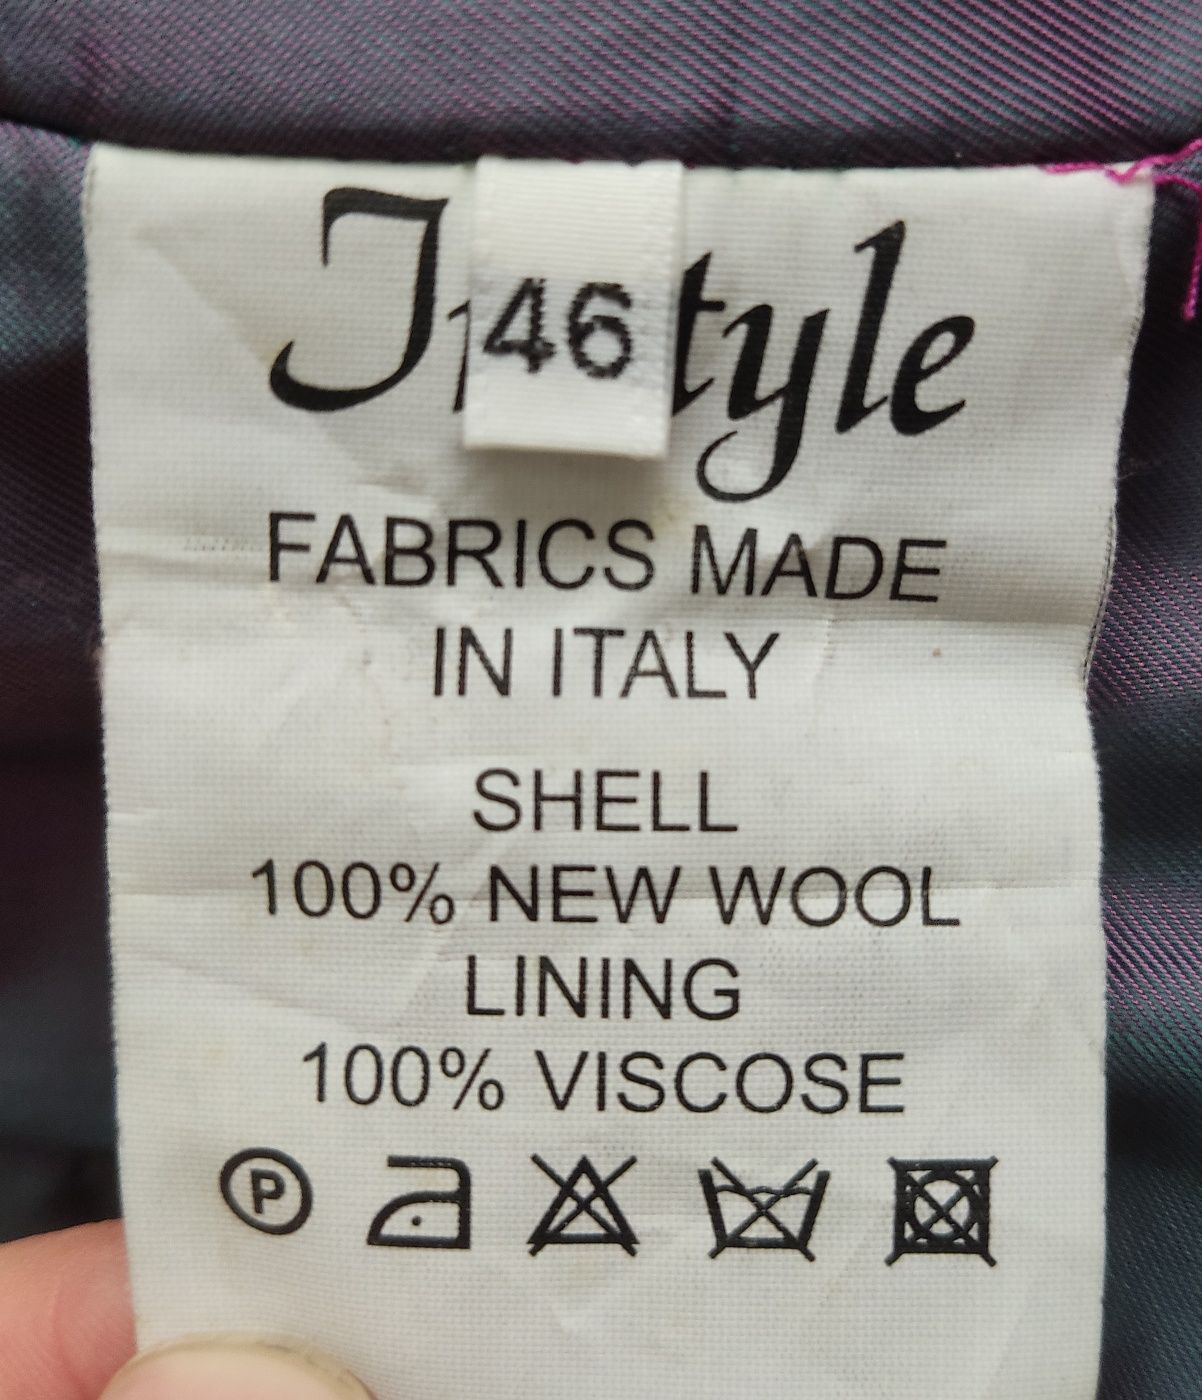 46
FABRICS MADE
IN ITALY
SHELL
100% NEW WOOL
LINING
100% VISCOSE
P